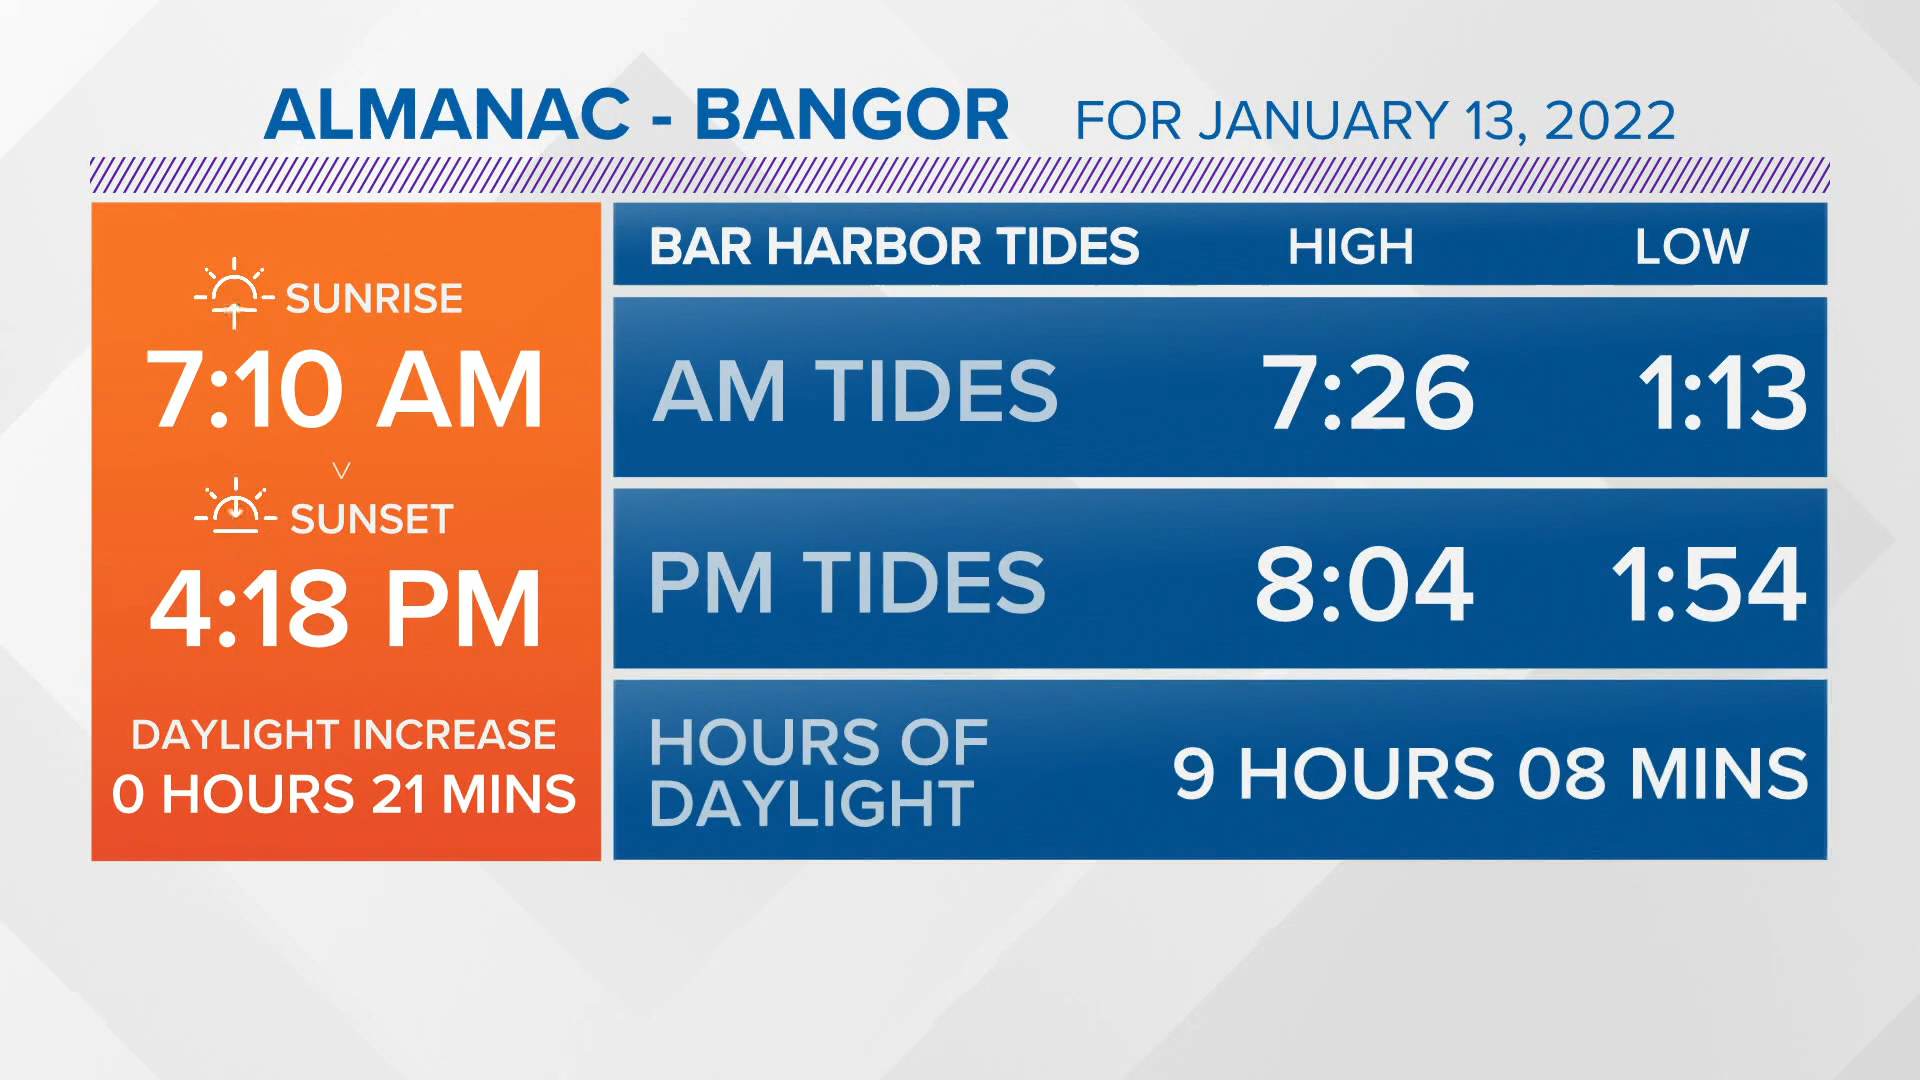 ALMANAC - BANGOR FOR JANUARY 13, 2022
SUNRISE
7:10 AM
SUNSET
4:18 PM
DAYLIGHT INCREASE
0 HOURS 21 MINS
BAR HARBOR TIDES HIGH LOW
AM TIDES 7:26 1:13
PM TIDES 8:04 1:54
HOURS OF
DAYLIGHT
9 HOURS 08 MINS